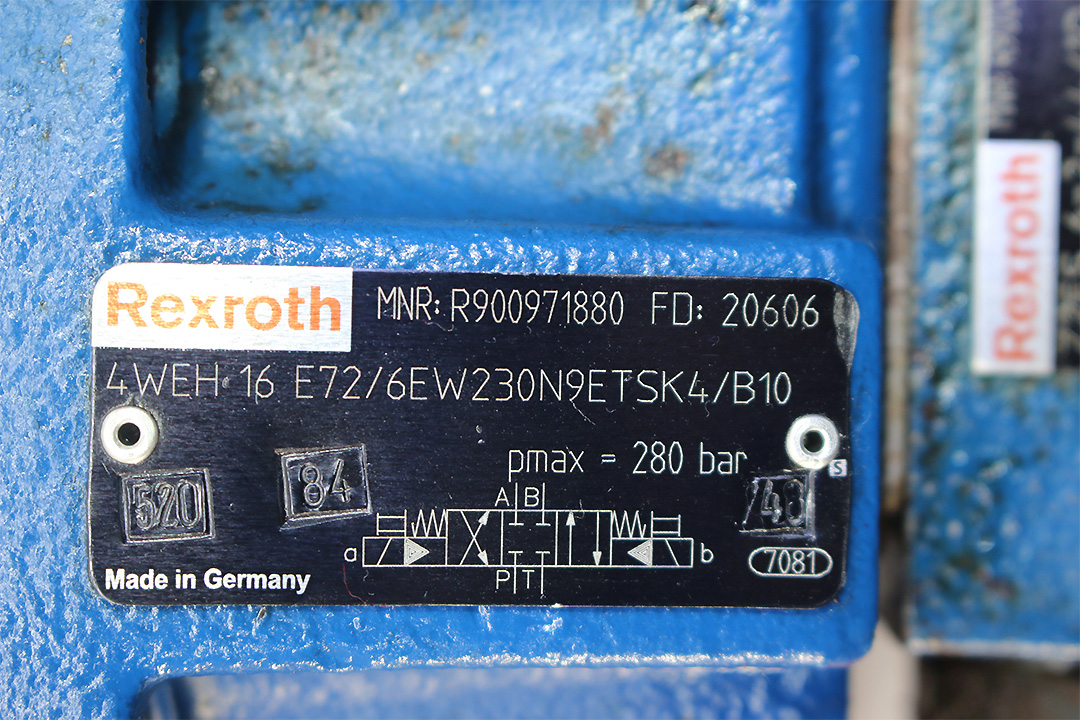 Rexroth
MNR: R900971880 FD: 20606
4WEH 16 E72/6EW230N9ETSK4/B10
pmax = 280 bar
S
520
84
A B
a
b
P T
7081
Made in Germany
Rexroth